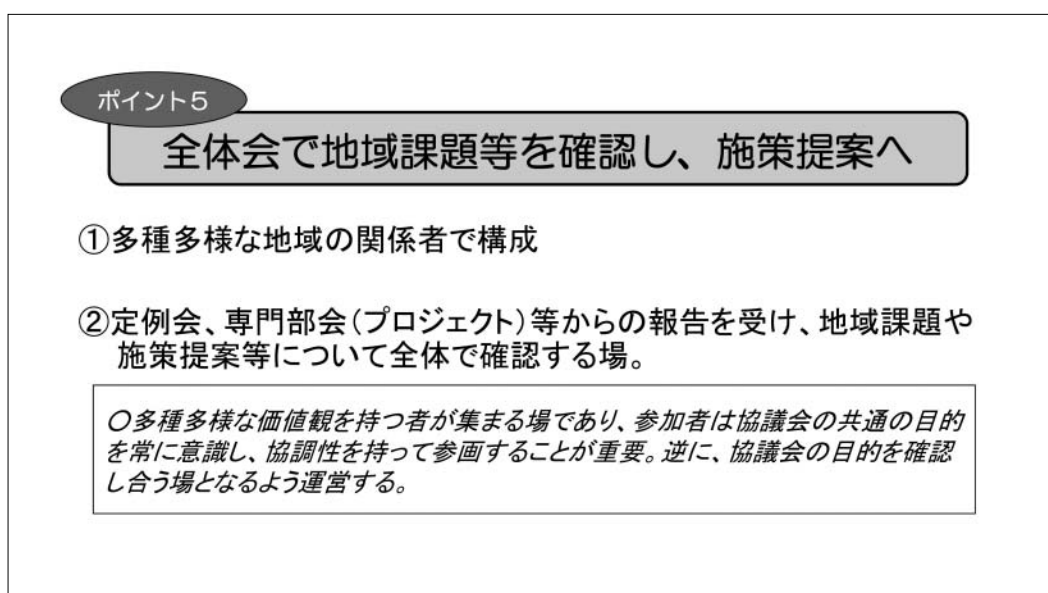 ポイント5
全体会で地域課題等を確認し、施策提案へ
①多種多様な地域の関係者で構成
②定例会、専門部会(プロジェクト)等からの報告を受け、地域課題や
施策提案等について全体で確認する場。
○多種多様な価値観を持つ者が集まる場であり、参加者は協議会の共通の目的
を常に意識し、協調性を持って参画することが重要。逆に、協議会の目的を確認
し合う場となるよう運営する。